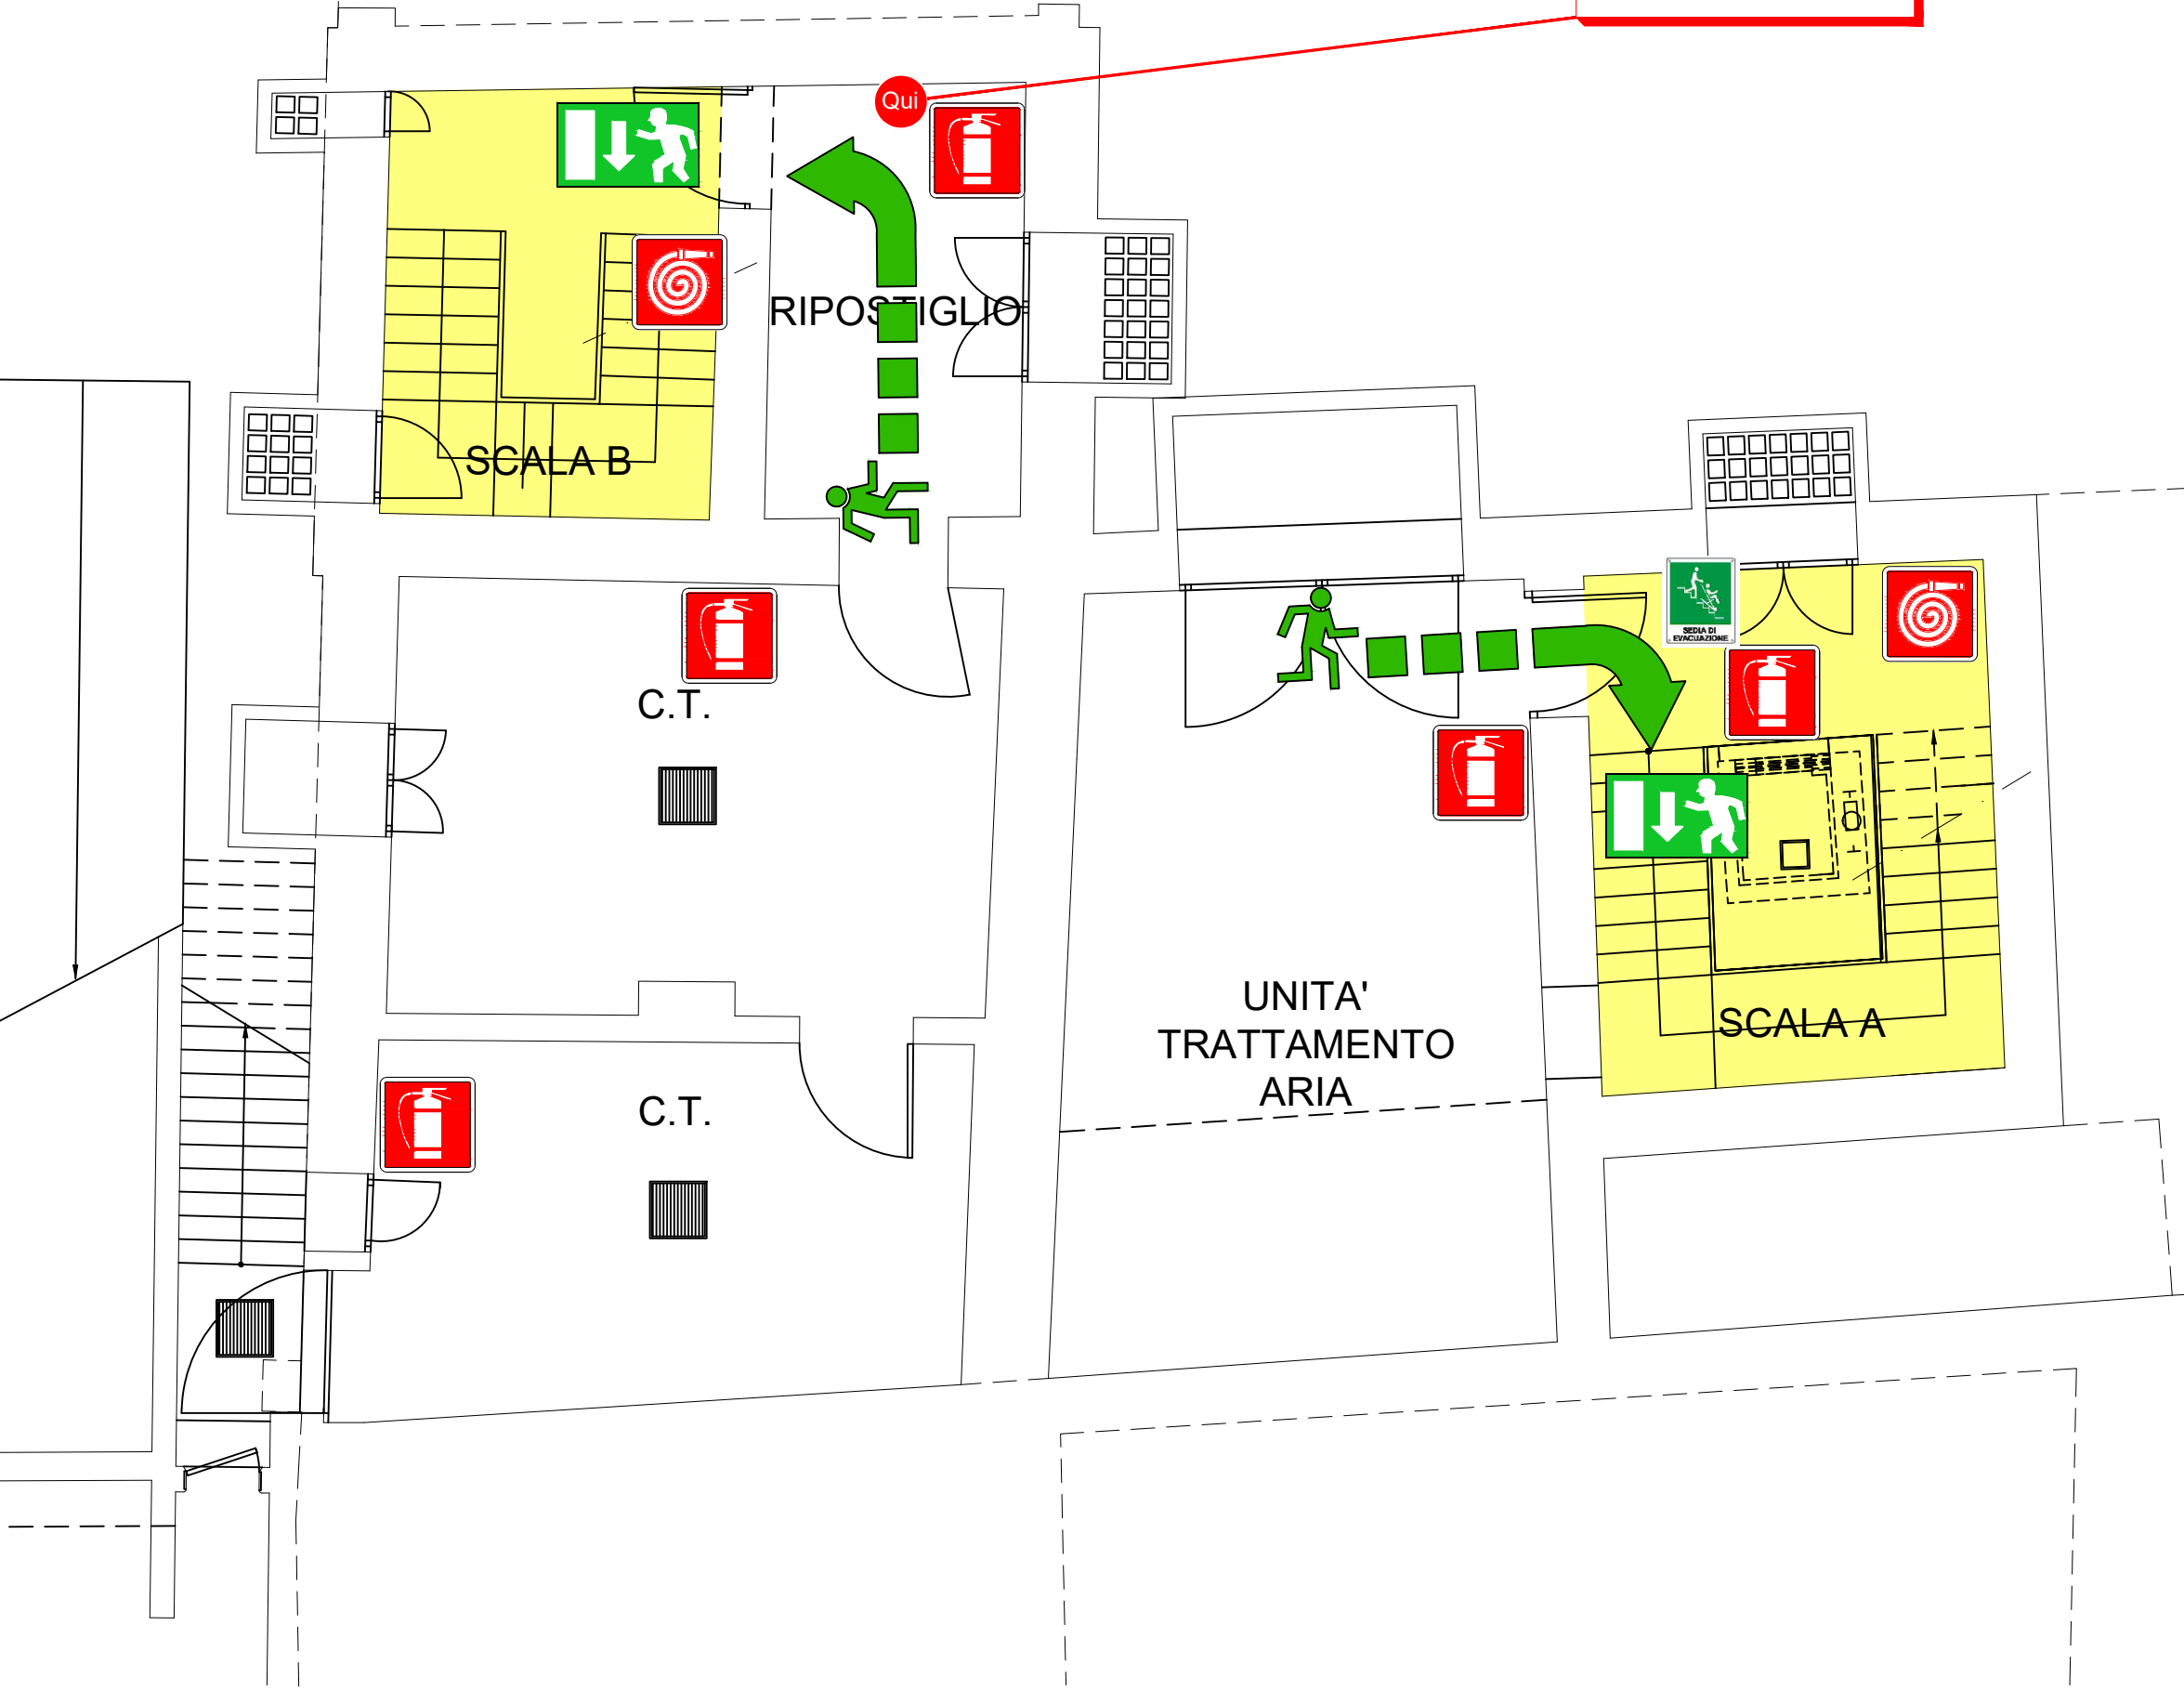 Qui
RIPOSTIGLIO
SCALA B
SEDIA DI
EVACUAZIONE
C.T.
UNITA'
TRATTAMENTO
ARIA
SCALA A
C.T.